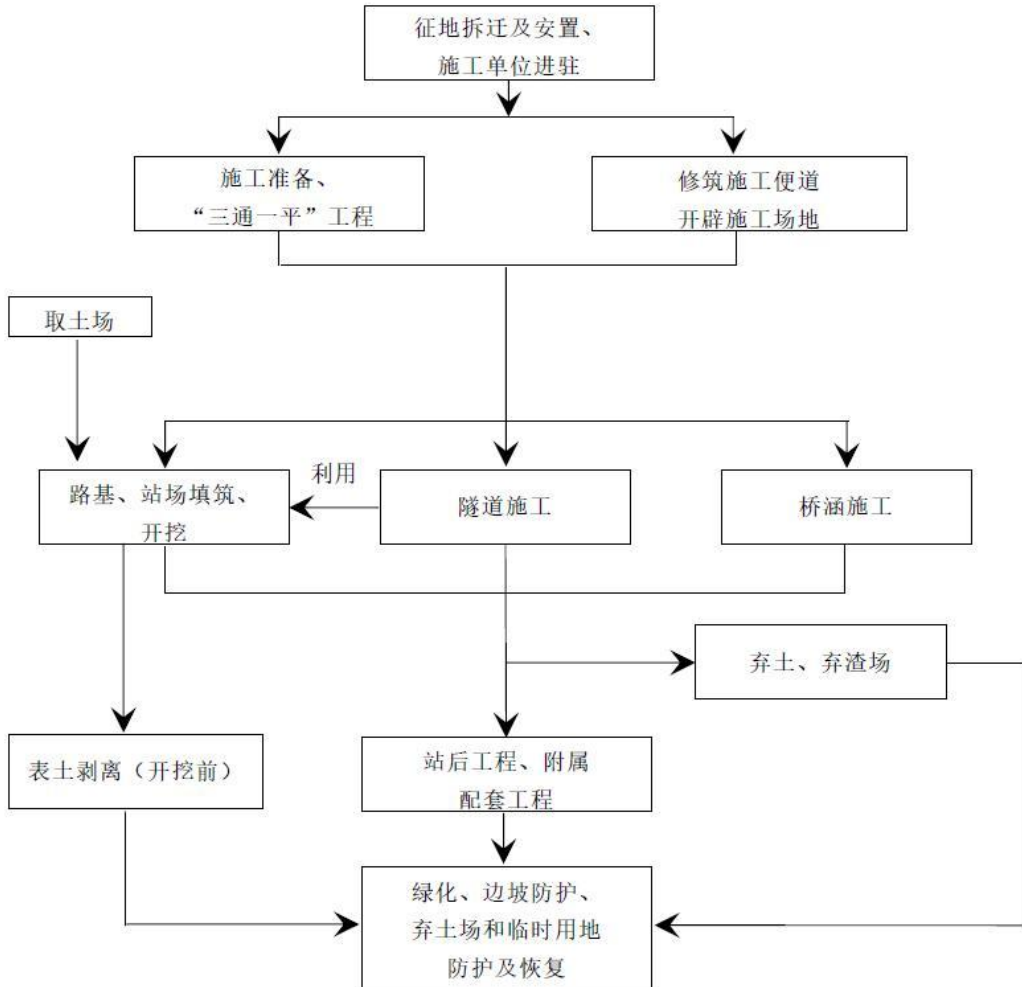 征地拆迁及安置、
施工单位进驻
施工准备、
“三通一平”工程
修筑施工便道
开辟施工场地
取土场
路基、站场填筑、
开挖
利用
隧道施工
桥涵施工
弃土、弃渣场
表土剥离（开挖前）
站后工程、附属
配套工程
绿化、边坡防护、
弃土场和临时用地
防护及恢复